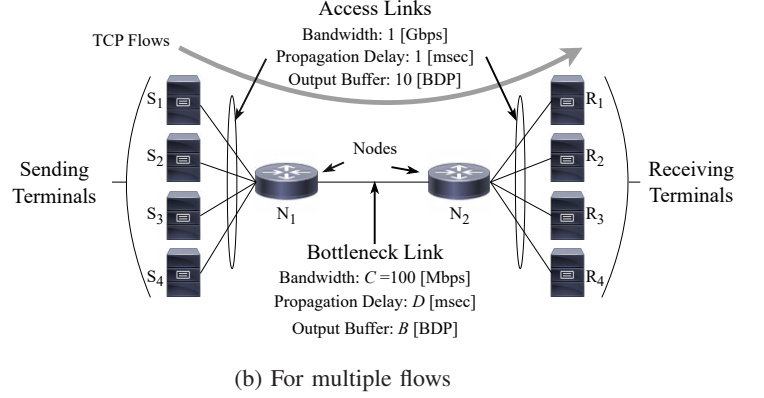 Access Links
Bandwidth: 1 [Gbps]
TCP Flows
Propagation Delay: 1 [msec]
Output Buffer: 10 [BDP]
S1
R1
S2
Nodes
R2
Sending
Terminals
Receiving
Terminals
N1
N2
S3
R3
S4
R4
Bottleneck Link
Bandwidth: C =100 [Mbps]
Propagation Delay: D [msec]
Output Buffer: B [BDP]
(b) For multiple flows